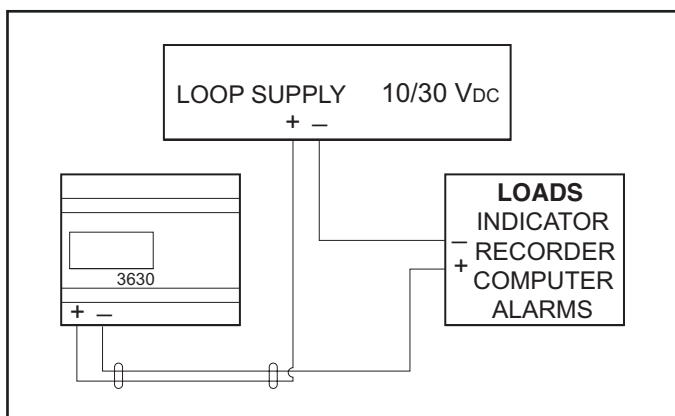 LOOP SUPPLY 10/30 VDC
+ –
3630
+ –
LOADS
INDICATOR
– RECORDER
+ COMPUTER
ALARMS